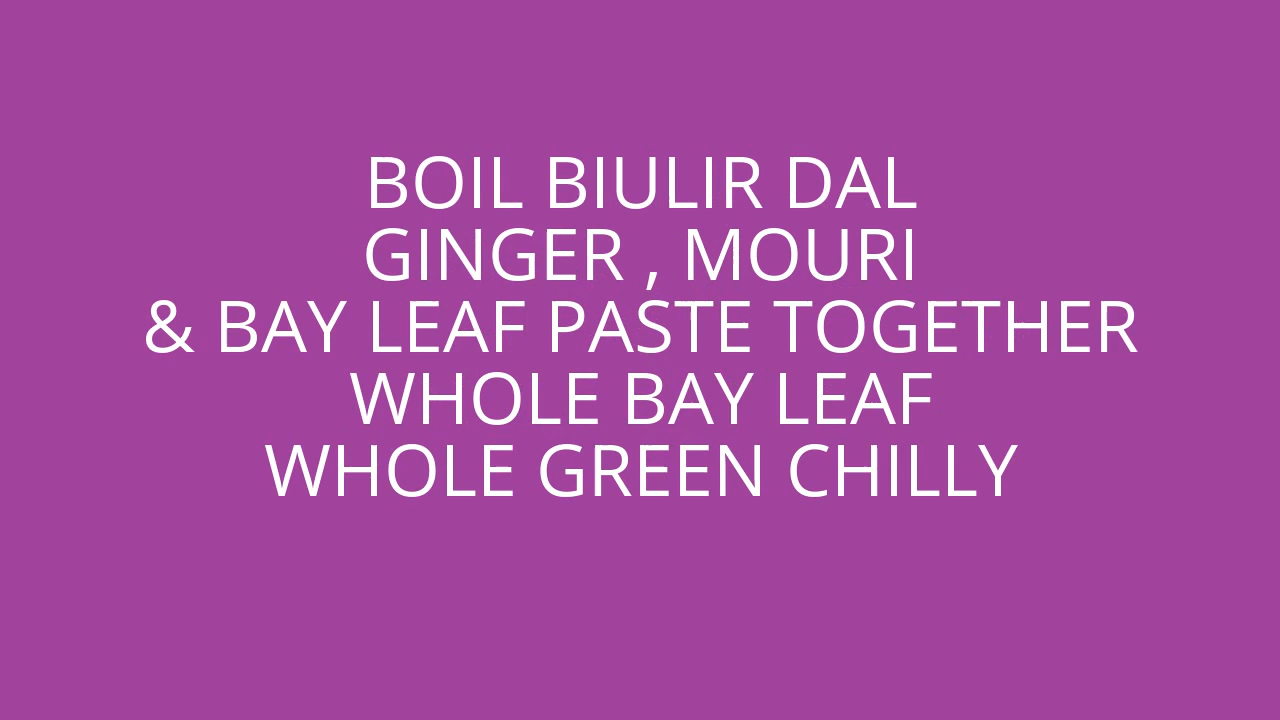 BOIL BIULIR DAL
GINGER , MOURI
& BAY LEAF PASTE TOGETHER
WHOLE BAY LEAF
WHOLE GREEN CHILLY